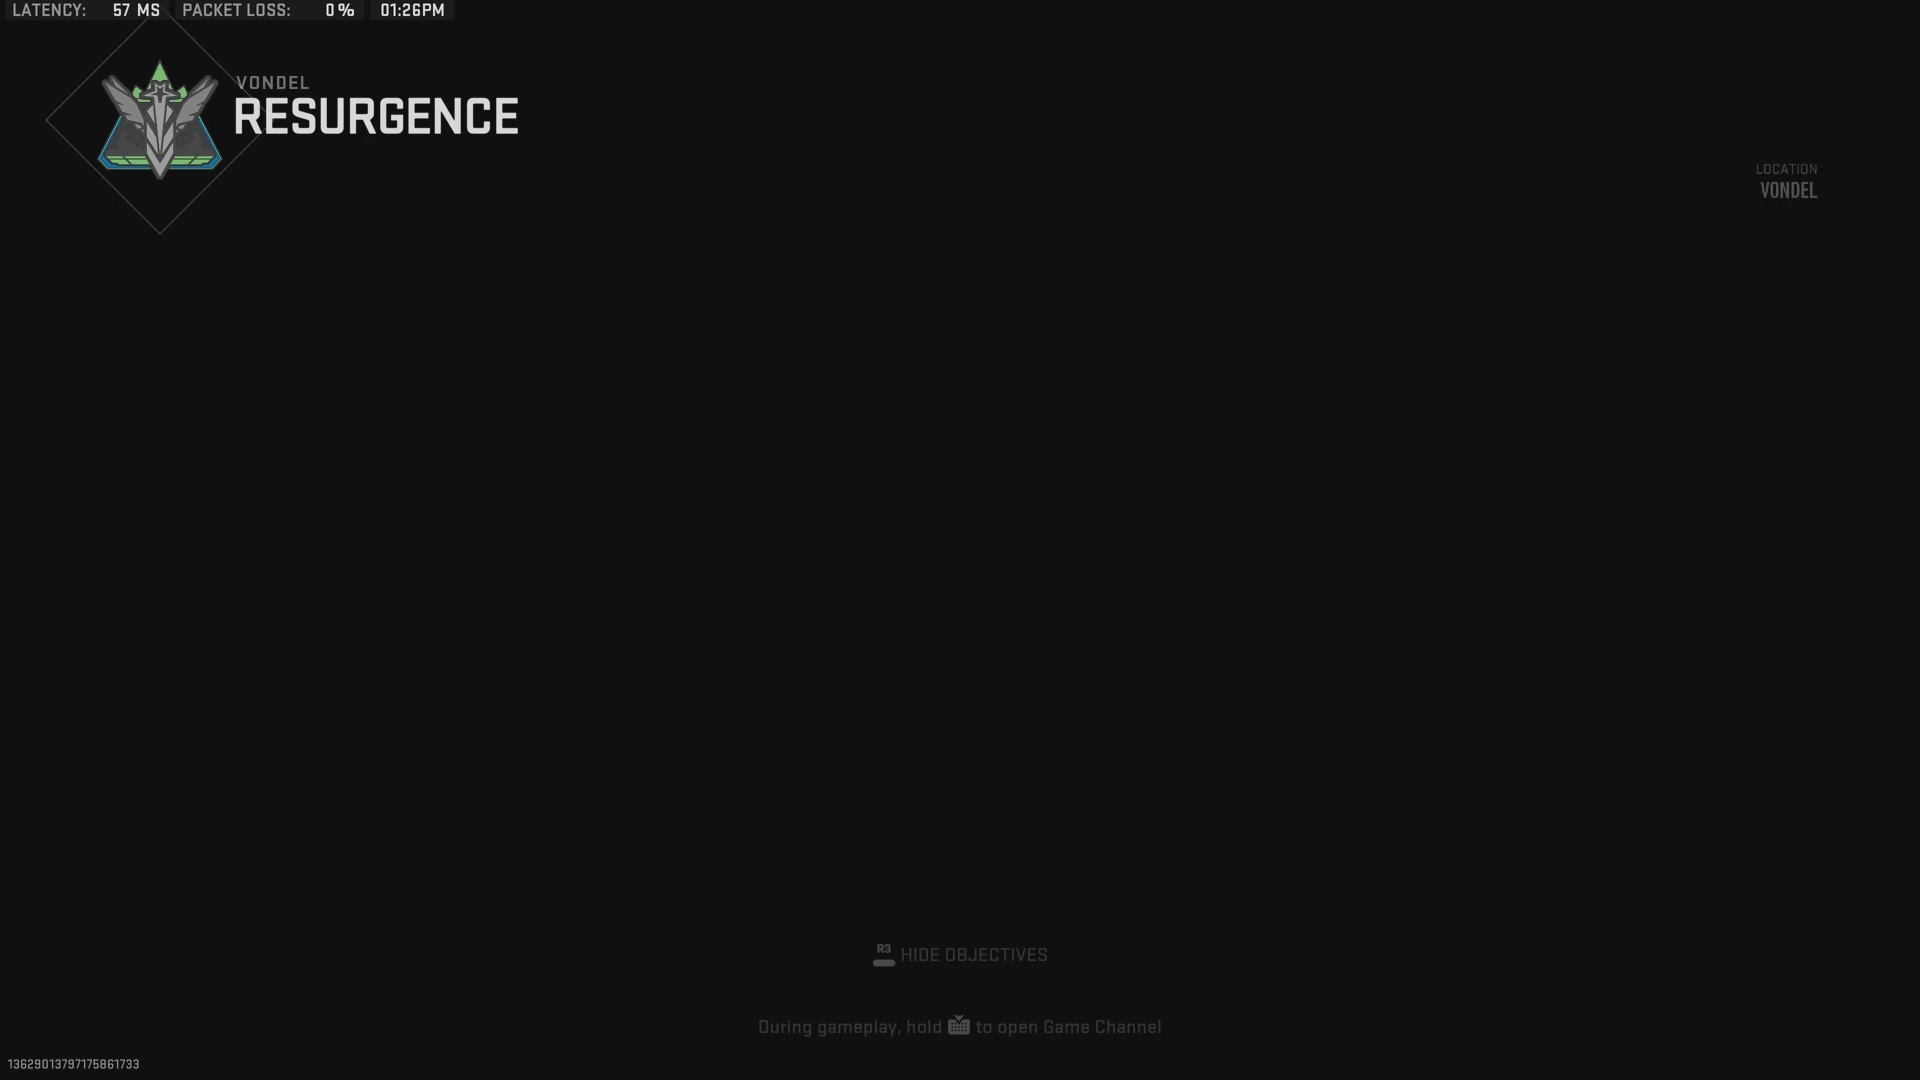 LATENCY: 57 MS PACKET LOSS: 0 % 01:26PM
VONDEL
RESURGENCE
LOCATION
VONDEL
R3 HIDE OBJECTIVES
During gameplay, hold to open Game Channel
13629013797175861733